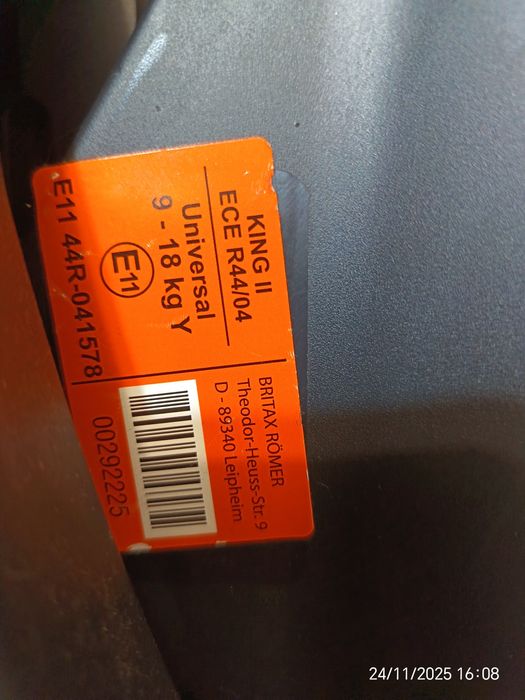 KING II
ECE R44/04
Universal
9 - 18 kg Y
E11
E11 44R-041578
BRITAX RÖMER
Theodor-Heuss-Str. 9
D - 89340 Leipheim
00292225
24/11/2025 16:08